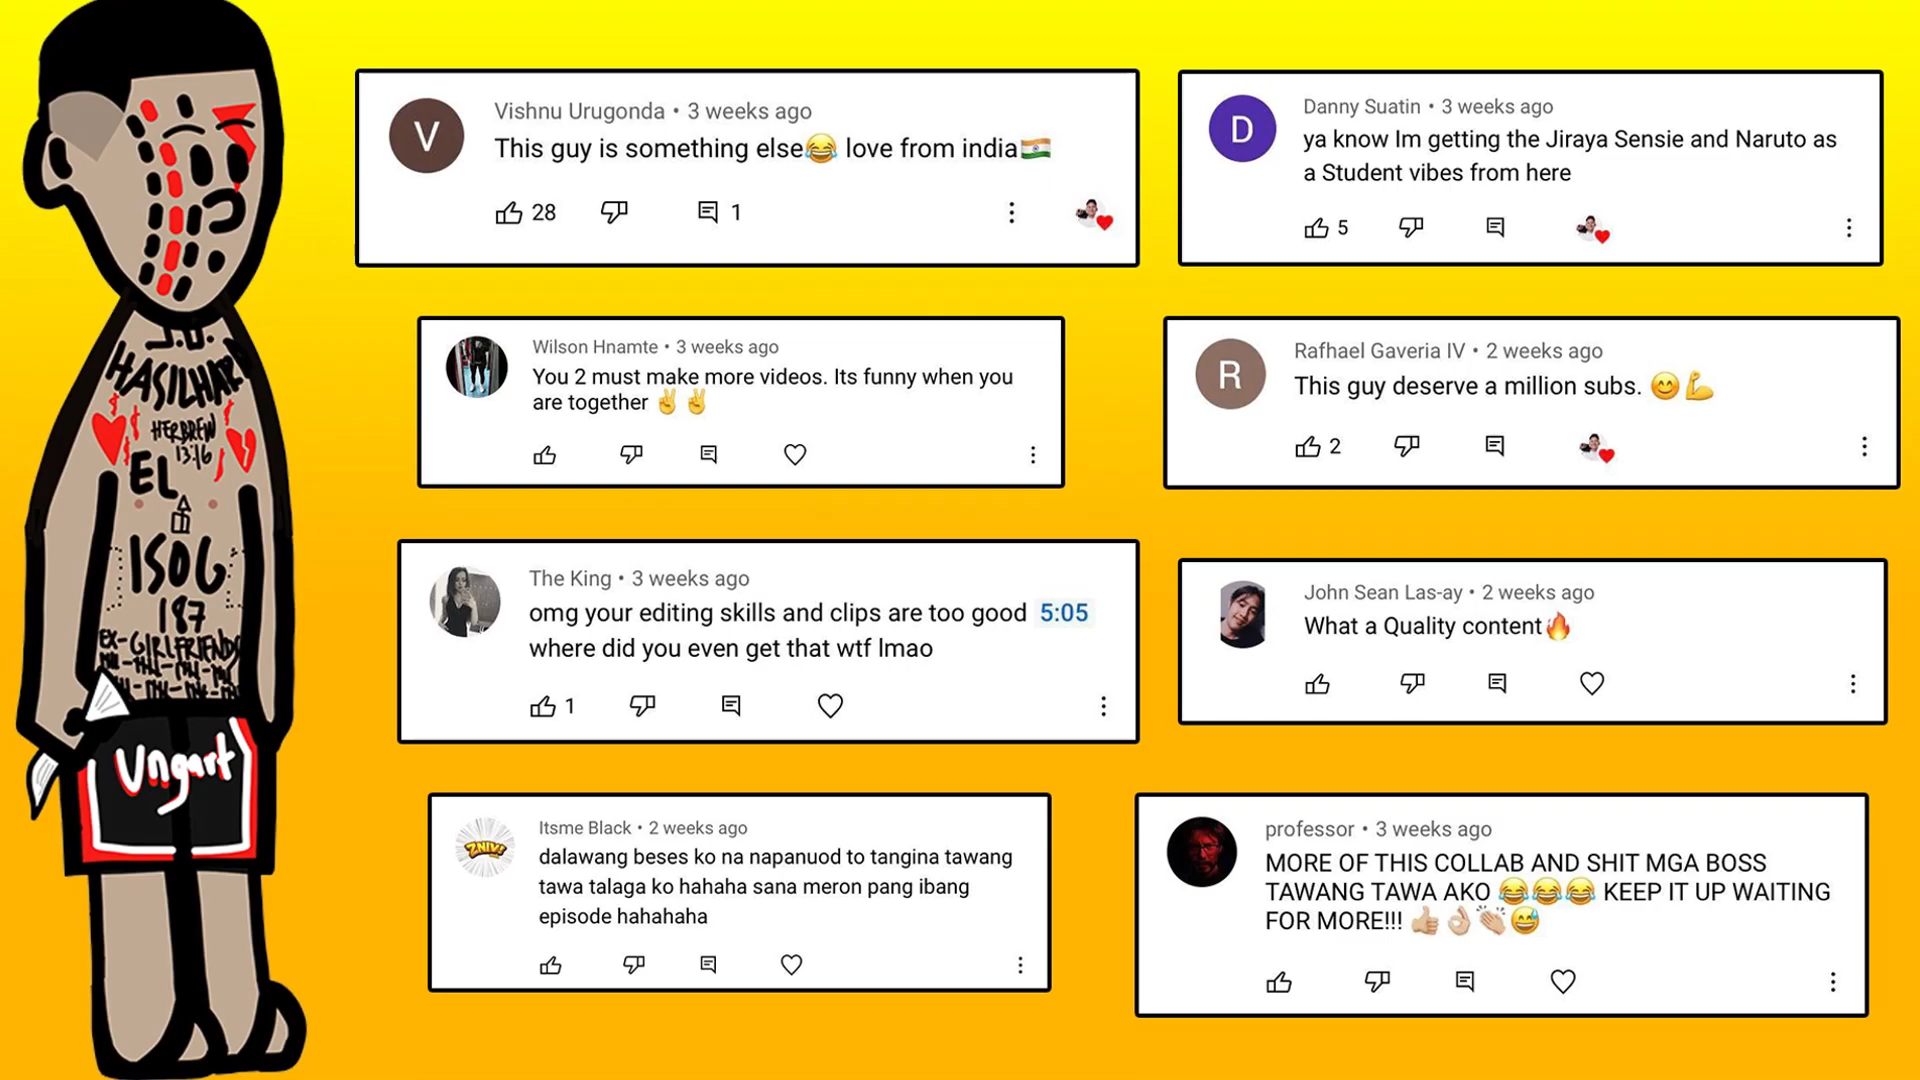 J.D.
HASILHARD
HERBREW
13:16
EL
ISOG
187
EX-GIRLFRIENDS
Ungart
V
Vishnu Urugonda • 3 weeks ago
This guy is something else😂 love from india🇮🇳
28
1
D
Danny Suatin • 3 weeks ago
ya know Im getting the Jiraya Sensie and Naruto as
a Student vibes from here
5
Wilson Hnamte • 3 weeks ago
You 2 must make more videos. Its funny when you
are together ✌️ ✌️
R
Rafhael Gaveria IV • 2 weeks ago
This guy deserve a million subs. 😊💪
2
The King • 3 weeks ago
omg your editing skills and clips are too good 5:05
where did you even get that wtf lmao
1
John Sean Las-ay • 2 weeks ago
What a Quality content🔥
ZNIV!
Itsme Black • 2 weeks ago
dalawang beses ko na napanuod to tangina tawang
tawa talaga ko hahaha sana meron pang ibang
episode hahahaha
professor • 3 weeks ago
MORE OF THIS COLLAB AND SHIT MGA BOSS
TAWANG TAWA AKO 😂😂😂 KEEP IT UP WAITING
FOR MORE!!! 👍🏼👌🏼👏🏼😅